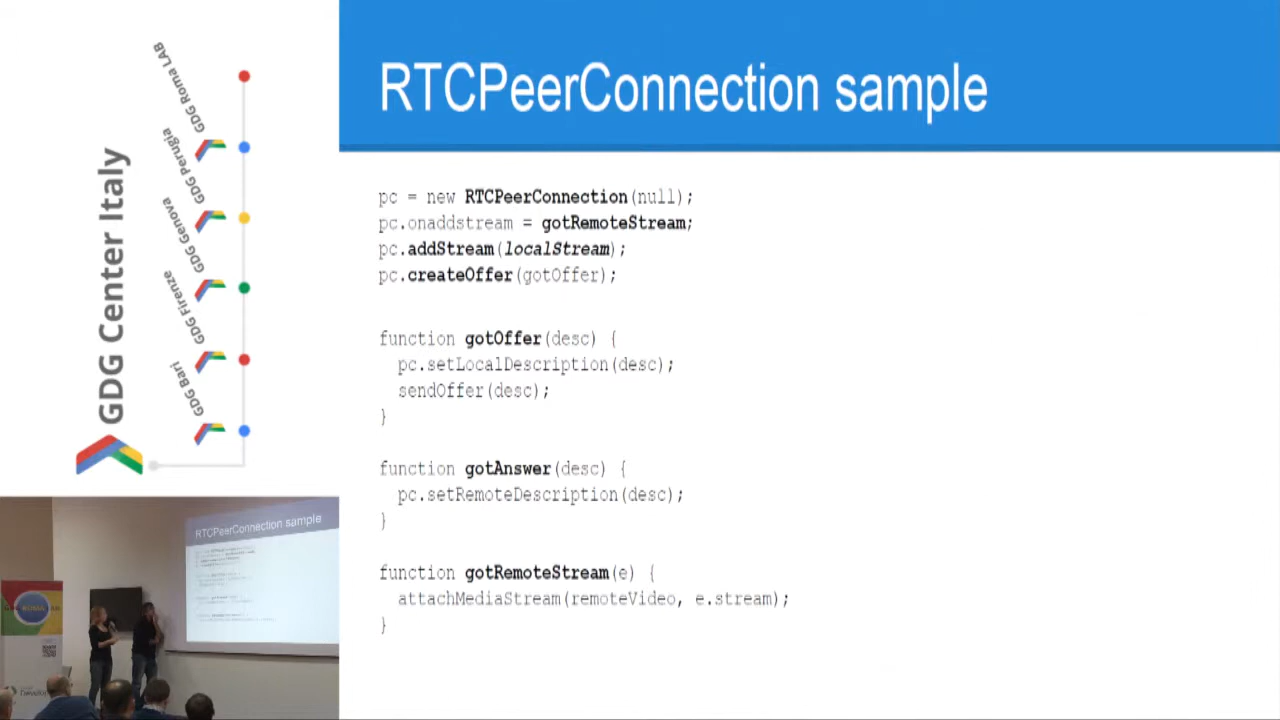 GDG Center Italy
GDG Roma LAB
GDG Perugia
GDG Genova
GDG Firenze
GDG Bari
RTCPeerConnection sample
pc = new RTCPeerConnection(null);
pc.onaddstream = gotRemoteStream;
pc.addStream(localStream);
pc.createOffer(gotOffer);
function gotOffer(desc) {
pc.setLocalDescription(desc);
sendOffer(desc);
}
function gotAnswer(desc) {
pc.setRemoteDescription(desc);
}
function gotRemoteStream(e) {
attachMediaStream(remoteVideo, e.stream);
}
RTCPeerConnection sample